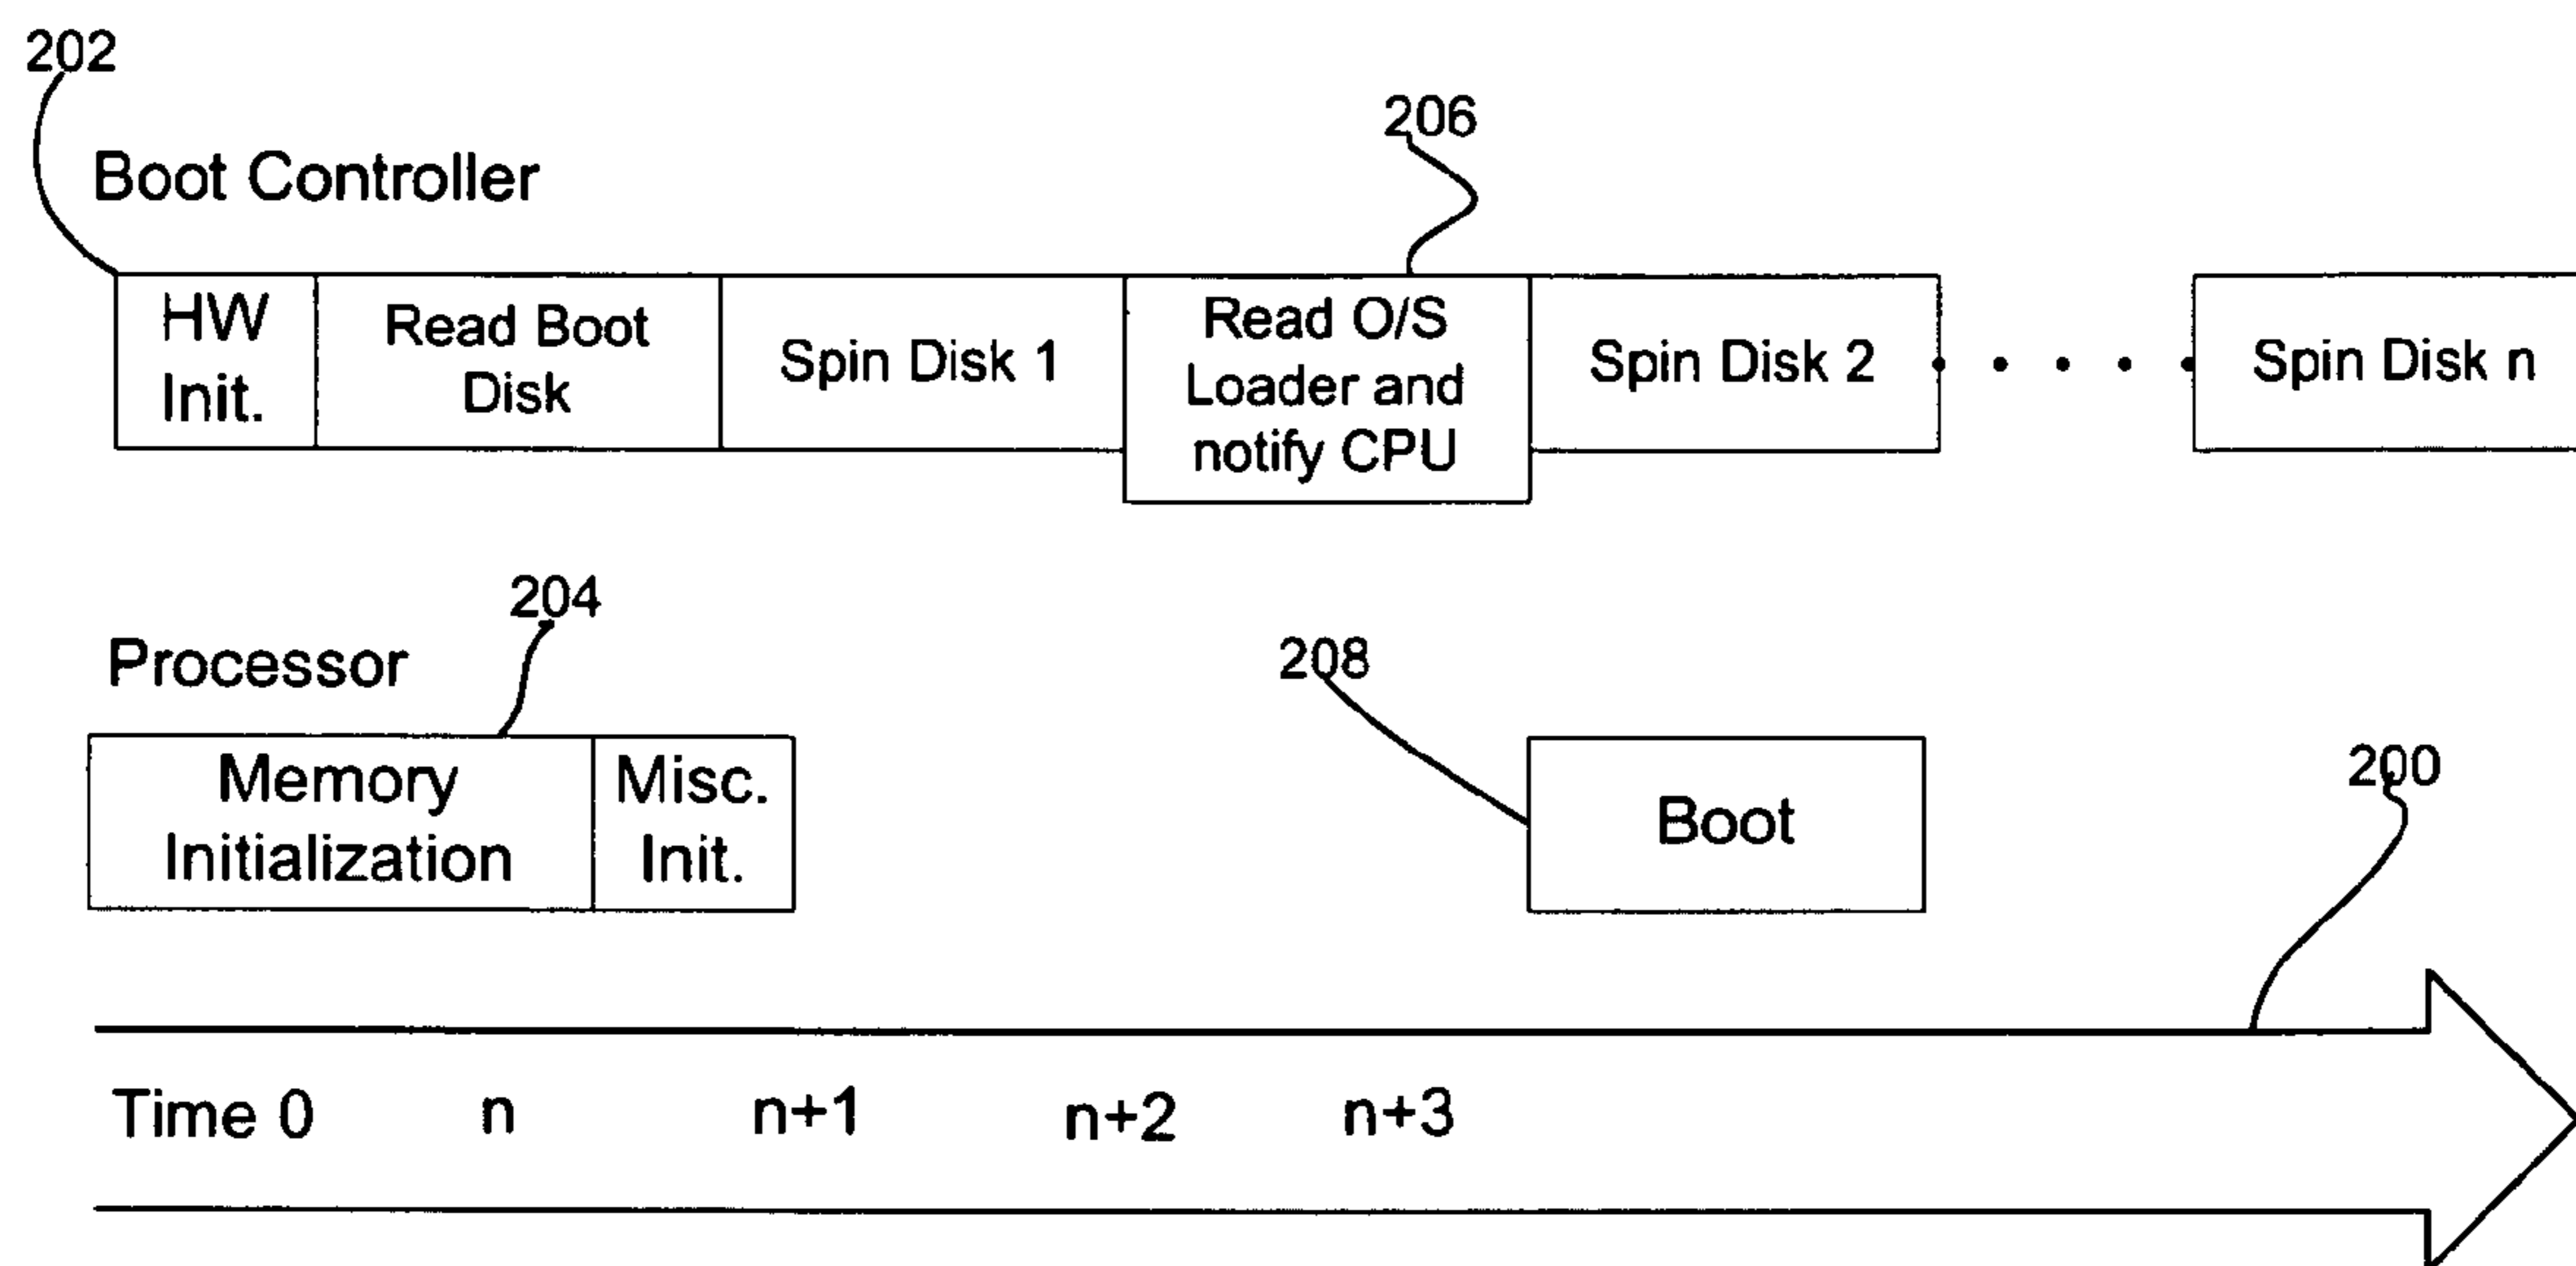 202
206
Boot Controller
HW
Init.
Read Boot
Disk
Spin Disk 1
Read O/S
Loader and
notify CPU
Spin Disk 2
Spin Disk n
204
Processor
208
Memory
Initialization
Misc.
Init.
Boot
200
Time 0 n n+1 n+2 n+3